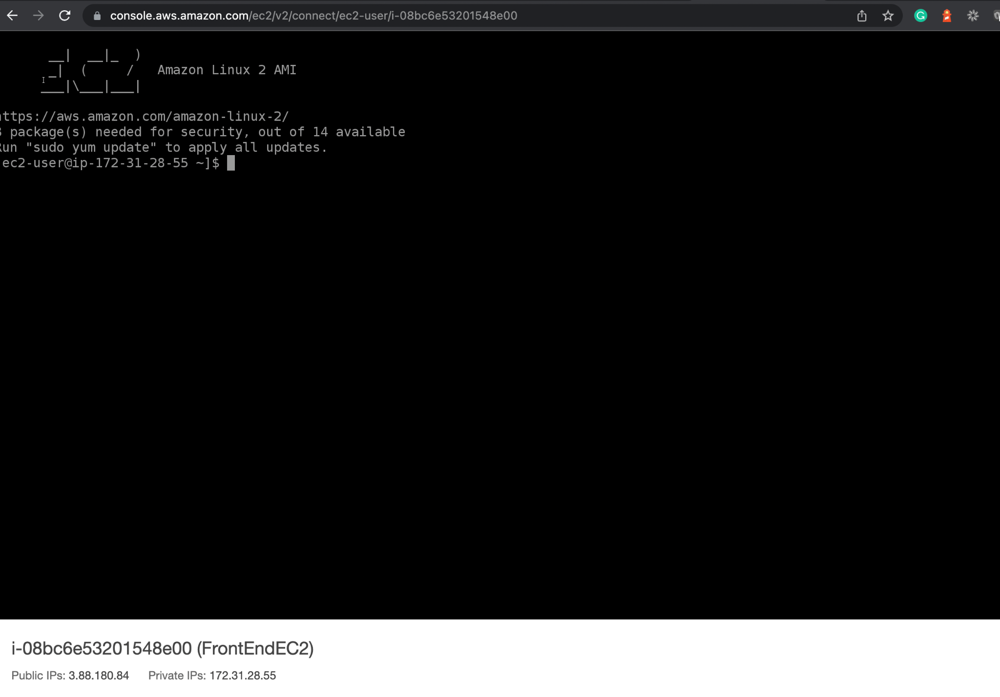 console.aws.amazon.com/ec2/v2/connect/ec2-user/i-08bc6e53201548e00
__|  __|_  )
_|  (     /   Amazon Linux 2 AMI
___|\___|___|
ttps://aws.amazon.com/amazon-linux-2/
package(s) needed for security, out of 14 available
un "sudo yum update" to apply all updates.
ec2-user@ip-172-31-28-55 ~]$
i-08bc6e53201548e00 (FrontEndEC2)
Public IPs: 3.88.180.84 Private IPs: 172.31.28.55